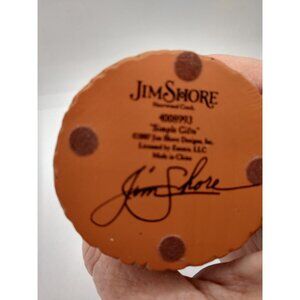 JIM SHORE
Heartwood Creek
4008993
"Simple Gifts"
©2007 Jim Shore Designs, Inc.
Licensed by Enesco, LLC
Made in China
Jim Shore